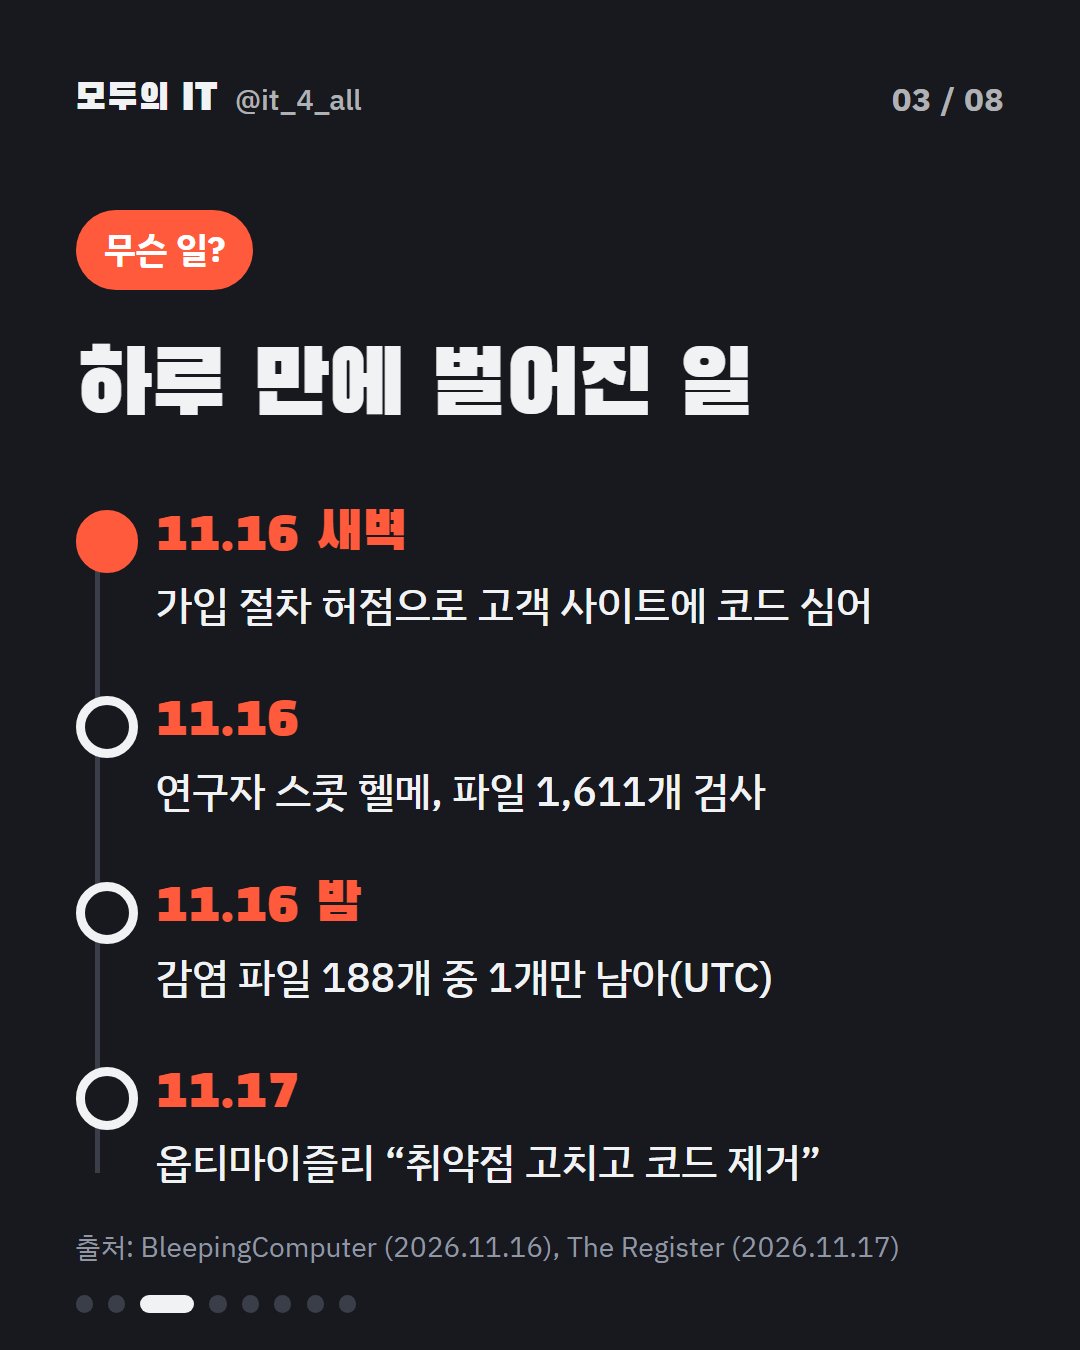 모두의 IT @it_4_all 03 / 08
무슨 일?
하루 만에 벌어진 일
11.16 새벽
가입 절차 허점으로 고객 사이트에 코드 심어
11.16
연구자 스콧 헬메, 파일 1,611개 검사
11.16 밤
감염 파일 188개 중 1개만 남아(UTC)
11.17
옵티마이즐리 “취약점 고치고 코드 제거”
출처: BleepingComputer (2026.11.16), The Register (2026.11.17)